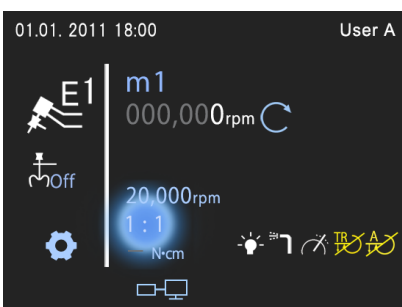 01.01. 2011 18:00 User A
E1
m1
000,000rpm
Off
20,000rpm
1 : 1
N•cm
TR A